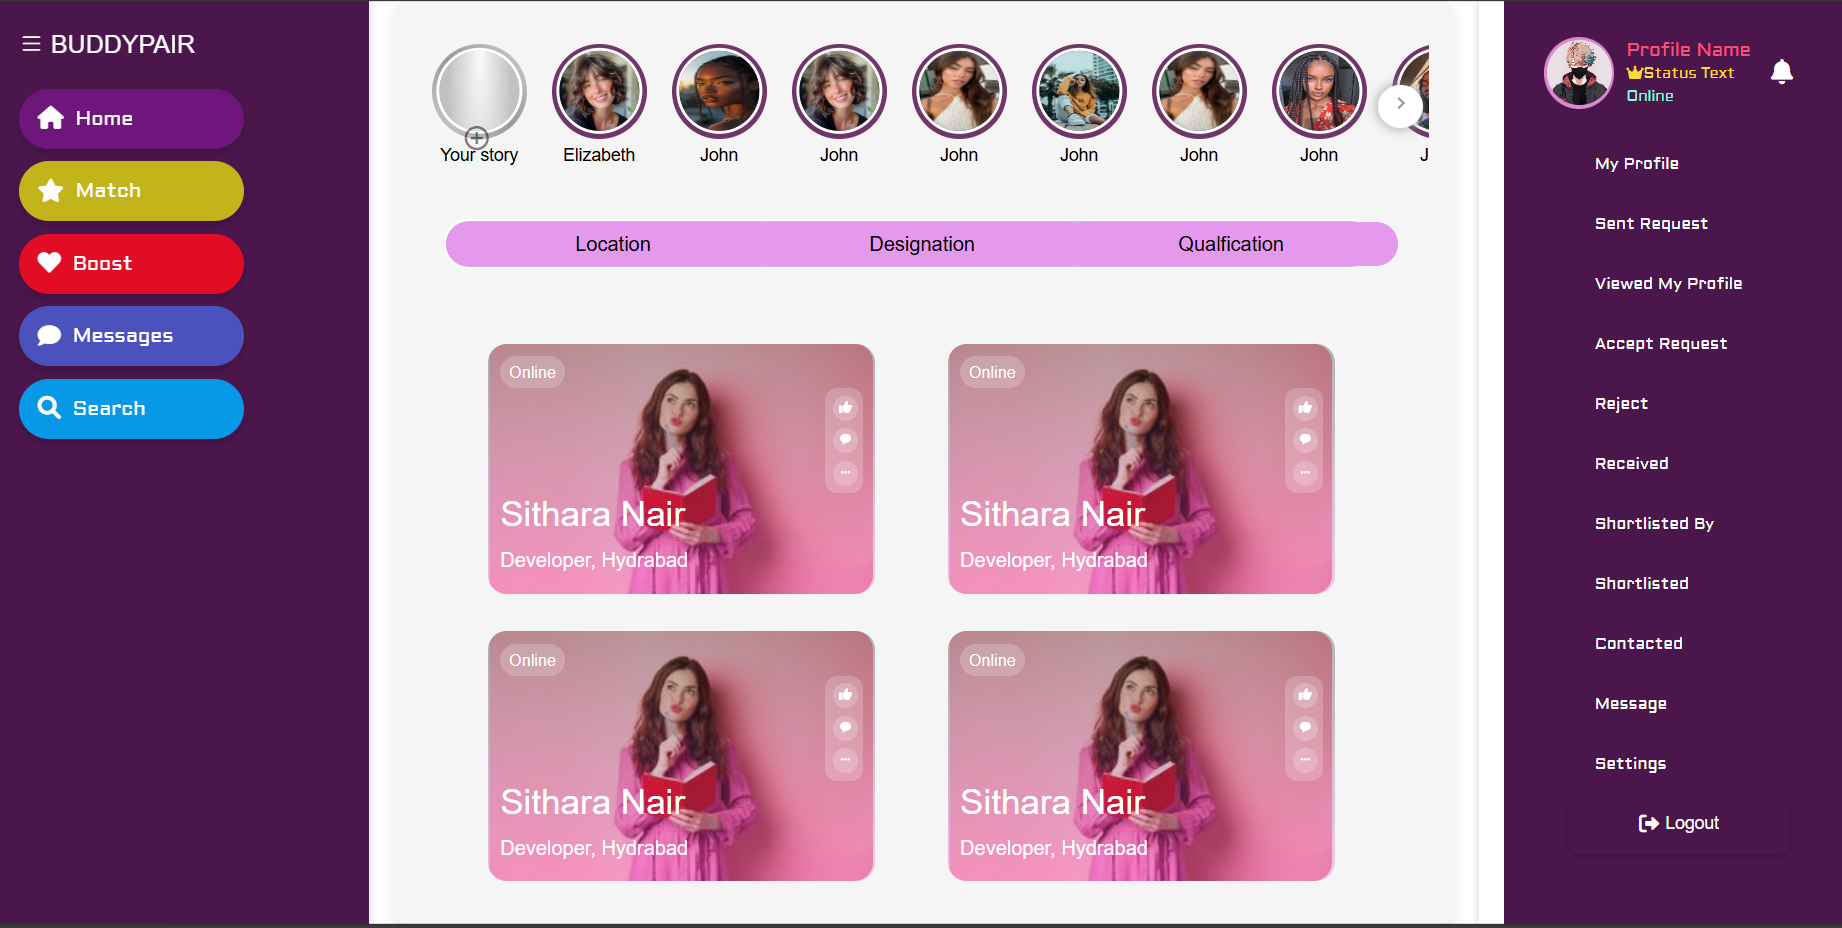 BUDDYPAIR
Home
Match
Boost
Messages
Search
Your story
Elizabeth
John
John
John
John
John
John
J
Location
Designation
Qualfication
Online
Sithara Nair
Developer, Hydrabad
Online
Sithara Nair
Developer, Hydrabad
Online
Sithara Nair
Developer, Hydrabad
Online
Sithara Nair
Developer, Hydrabad
Profile Name
Status Text
Online
My Profile
Sent Request
Viewed My Profile
Accept Request
Reject
Received
Shortlisted By
Shortlisted
Contacted
Message
Settings
Logout